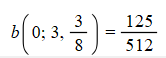 b(0; 3, 3/8) = 125/512